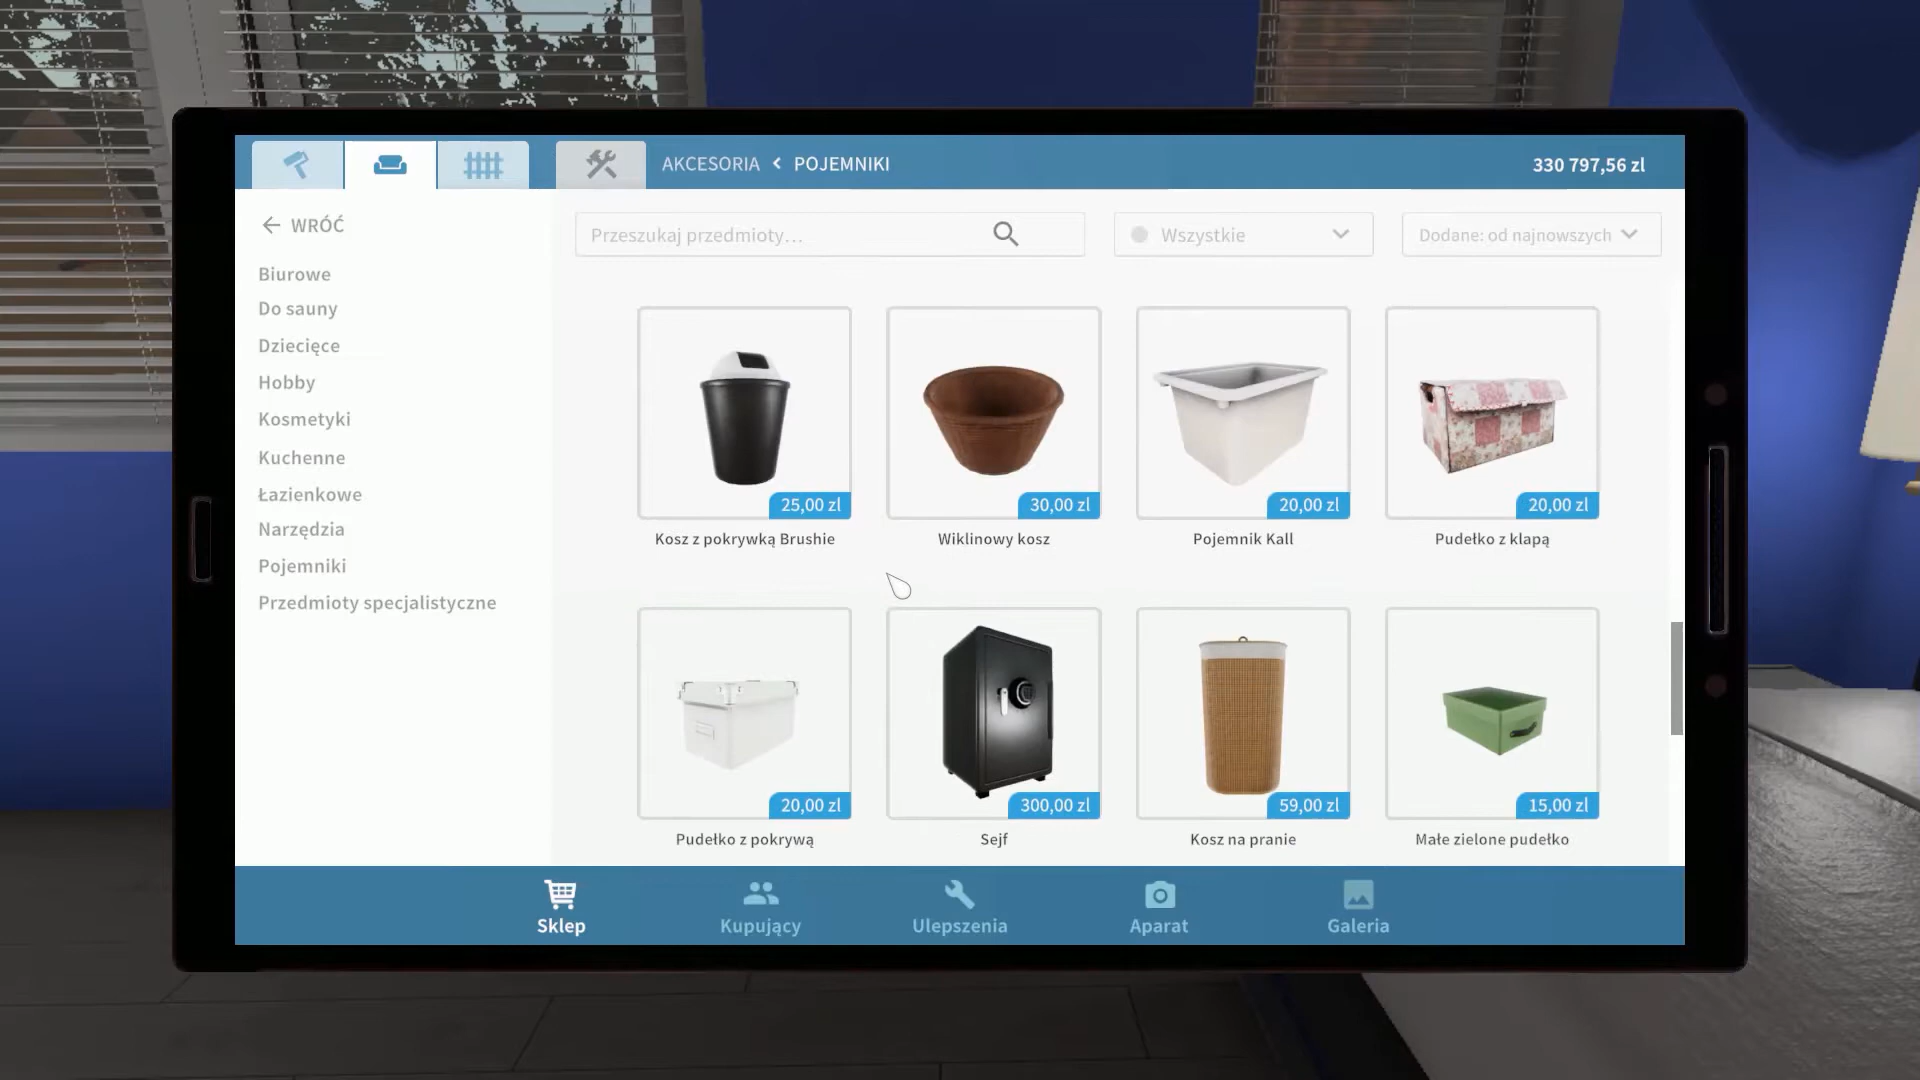 AKCESORIA < POJEMNIKI
330 797,56 zl
WRÓĆ
Przeszukaj przedmioty...
Wszystkie
Dodane: od najnowszych
Biurowe
Do sauny
Dziecięce
Hobby
Kosmetyki
Kuchenne
Łazienkowe
Narzędzia
Pojemniki
Przedmioty specjalistyczne
25,00 zl
30,00 zl
20,00 zl
20,00 zl
Kosz z pokrywką Brushie
Wiklinowy kosz
Pojemnik Kall
Pudełko z klapą
20,00 zl
300,00 zl
59,00 zl
15,00 zl
Pudełko z pokrywą
Sejf
Kosz na pranie
Małe zielone pudełko
Sklep
Kupujący
Ulepszenia
Aparat
Galeria